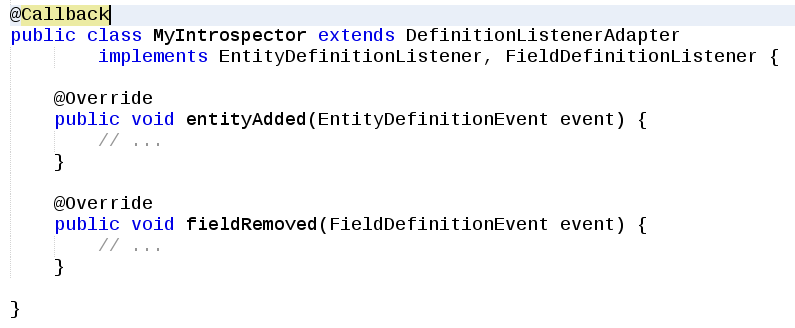 @Callback
public class MyIntrospector extends DefinitionListenerAdapter
        implements EntityDefinitionListener, FieldDefinitionListener {

    @Override
    public void entityAdded(EntityDefinitionEvent event) {
        // ...
    }

    @Override
    public void fieldRemoved(FieldDefinitionEvent event) {
        // ...
    }

}